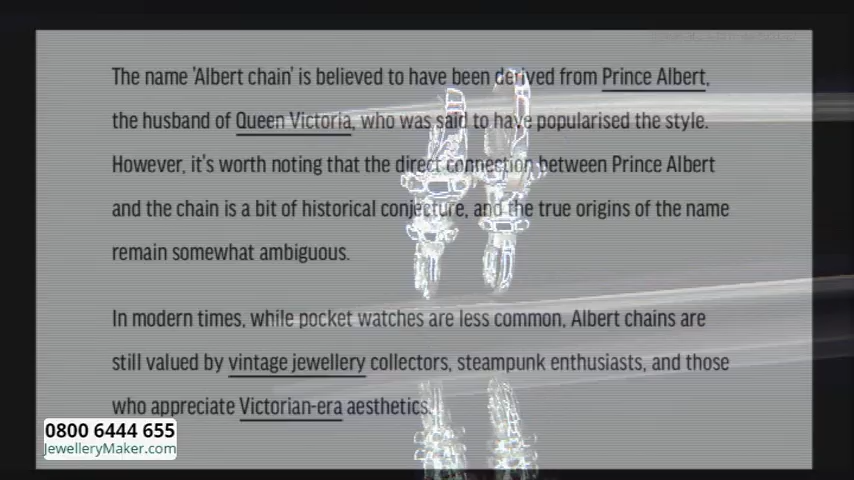 The name 'Albert chain' is believed to have been derived from Prince Albert,
the husband of Queen Victoria, who was said to have popularised the style.
However, it's worth noting that the direct connection between Prince Albert
and the chain is a bit of historical conjecture, and the true origins of the name
remain somewhat ambiguous.
In modern times, while pocket watches are less common, Albert chains are
still valued by vintage jewellery collectors, steampunk enthusiasts, and those
who appreciate Victorian-era aesthetics.
0800 6444 655
JewelleryMaker.com